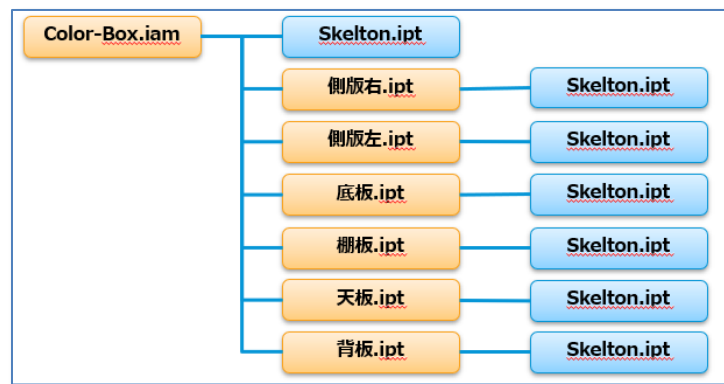 Color-Box.iam Skelton.ipt
側版右.ipt Skelton.ipt
側版左.ipt Skelton.ipt
底板.ipt Skelton.ipt
棚板.ipt Skelton.ipt
天板.ipt Skelton.ipt
背板.ipt Skelton.ipt